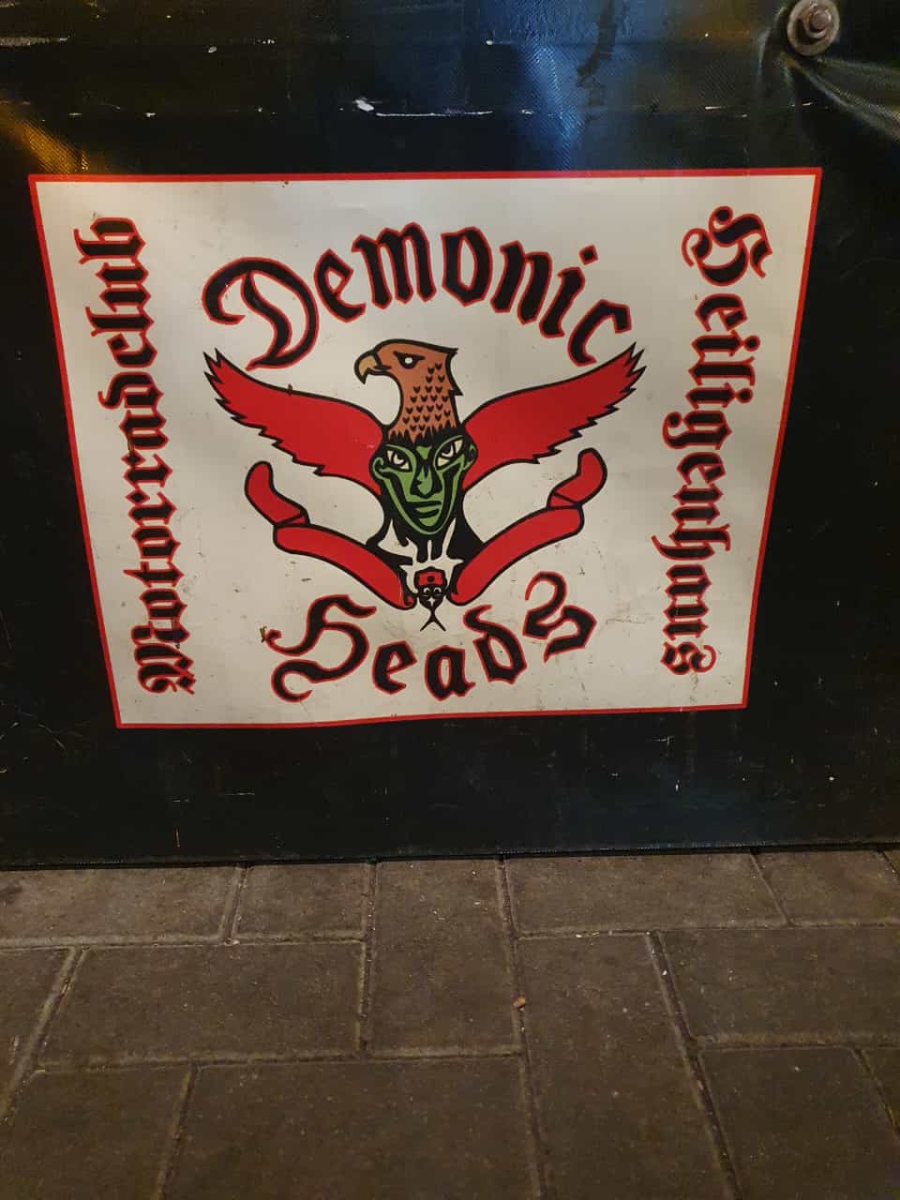 Motorradclub
Demonic
Heads
Heiligenhaus